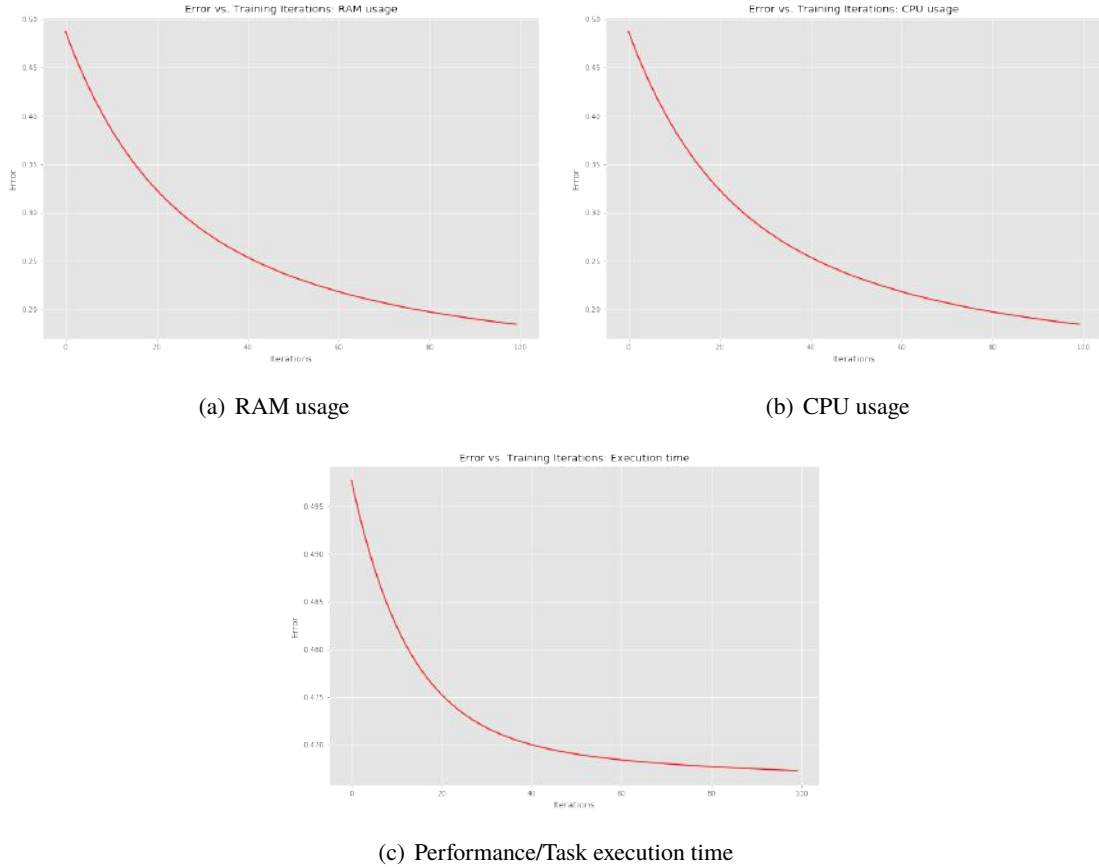 Error vs. Training Iterations: RAM usage
0.50
0.45
0.40
0.35
0.30
0.25
0.20
Error
0 20 40 60 80 100
Iterations
(a) RAM usage
Error vs. Training Iterations: CPU usage
0.50
0.45
0.40
0.35
0.30
0.25
0.20
Error
0 20 40 60 80 100
Iterations
(b) CPU usage
Error vs. Training Iterations: Execution time
0.495
0.490
0.485
0.480
0.475
0.470
Error
0 20 40 60 80 100
Iterations
(c) Performance/Task execution time